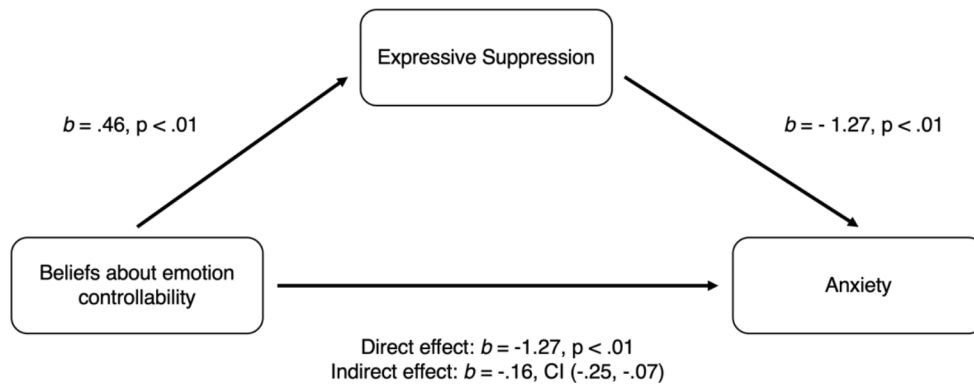 Expressive Suppression
b = .46, p < .01
b = - 1.27, p < .01
Beliefs about emotion
controllability
Anxiety
Direct effect: b = -1.27, p < .01
Indirect effect: b = -.16, CI (-.25, -.07)